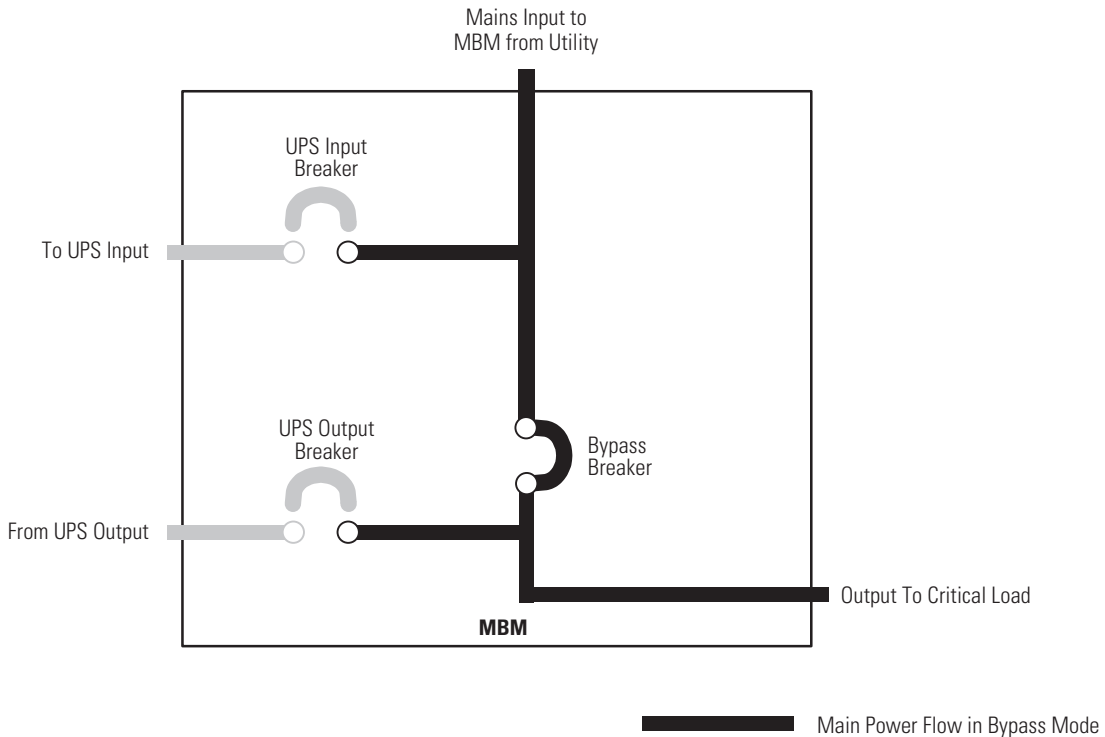 Mains Input to
MBM from Utility
UPS Input
Breaker
To UPS Input
UPS Output
Breaker
Bypass
Breaker
From UPS Output
Output To Critical Load
MBM
Main Power Flow in Bypass Mode